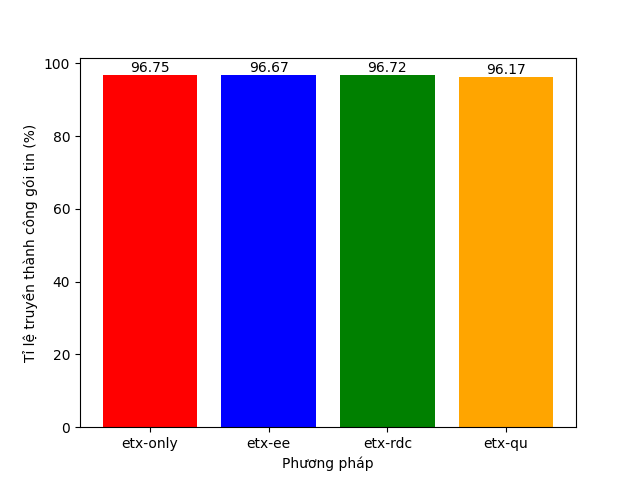 96.75 96.67 96.72 96.17
100
80
60
40
20
0
Tỉ lệ truyền thành công gói tin (%)
etx-only etx-ee etx-rdc etx-qu
Phương pháp